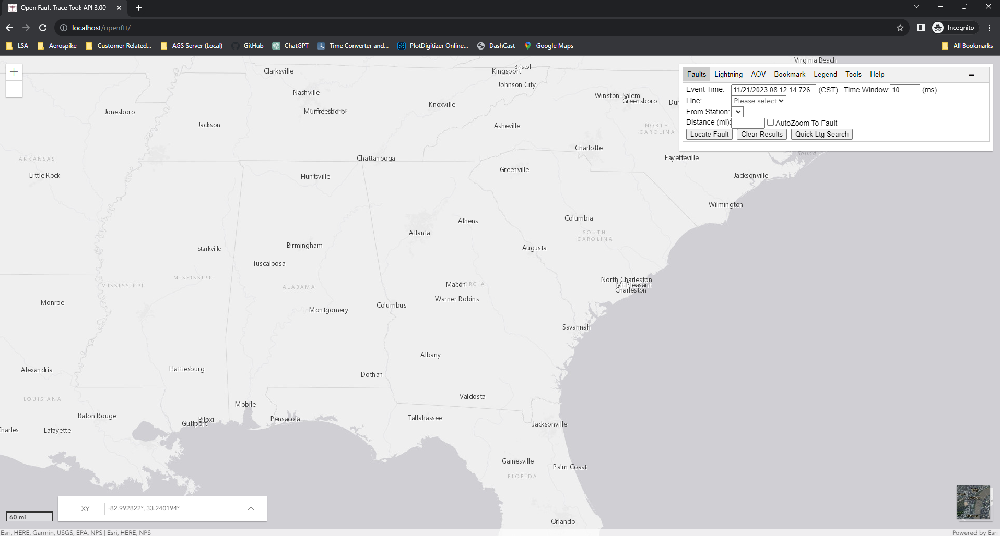 Open Fault Trace Tool: API 3.00
localhost/openftt/
Incognito
LSA
Aerospike
Customer Related...
AGS Server (Local)
GitHub
ChatGPT
Time Converter and...
PlotDigitizer Online...
DashCast
Google Maps
All Bookmarks
Faults Lightning AOV Bookmark Legend Tools Help
Event Time: 11/21/2023 08:12:14.726 (CST) Time Window: 10 (ms)
Line: Please select
From Station:
Distance (mi): AutoZoom To Fault
Locate Fault Clear Results Quick Ltg Search
Virginia Beach
Clarksville
Kingsport
Bristol
Johnson City
Nashville
Winston-Salem
Greensboro
Dur
Knoxville
Jonesboro
Murfreesboro
Jackson
Asheville
NORTH
CAROLINA
Charlotte
Sound
ARKANSAS
Chattanooga
Fayetteville
Little Rock
Huntsville
Greenville
Jacksonville
Wilmington
Athens
Columbia
Atlanta
SOUTH
CAROLINA
Starkville
Birmingham
Augusta
Tuscaloosa
MISSISSIPPI
MISSISSIPPI
ALABAMA
Macon
ORGIA
North Charleston
Mt Pleasant
Charleston
Monroe
Warner Robins
Columbus
Montgomery
Savannah
Albany
Alexandria
Hattiesburg
Dothan
LOUISIANA
Valdosta
Mobile
Baton Rouge
Biloxi
Gulfport
Pensacola
Tallahassee
Jacksonville
Charles
Lafayette
Gainesville
Palm Coast
FLORIDA
XY -82.992822°, 33.240194°
60 mi
Orlando
LONDON
Esri, HERE, Garmin, USGS, EPA, NPS | Esri, HERE, NPS
Powered by Esri